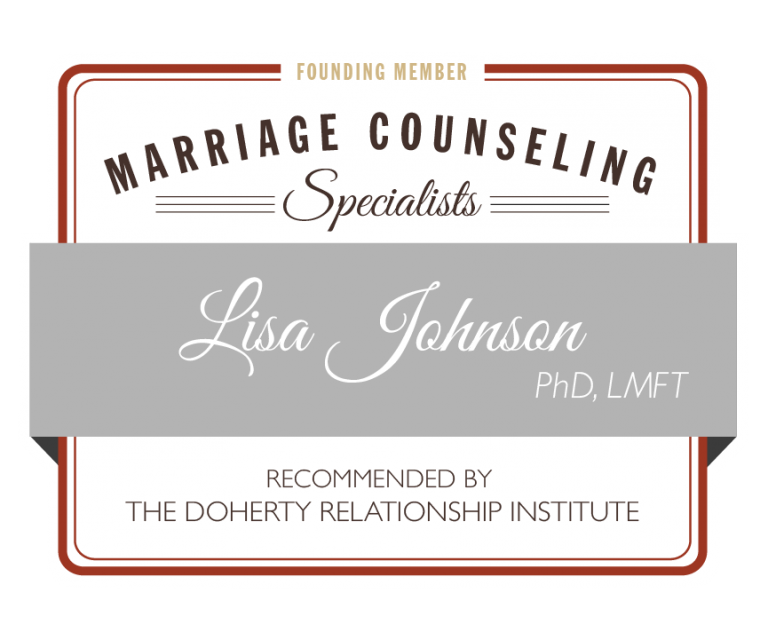 FOUNDING MEMBER
MARRIAGE COUNSELING
Specialists
Lisa Johnson
PhD, LMFT
RECOMMENDED BY
THE DOHERTY RELATIONSHIP INSTITUTE